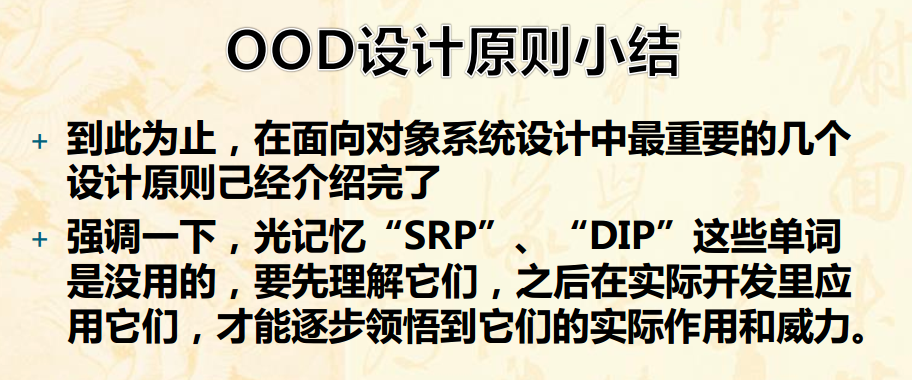 OOD设计原则小结
+ 到此为止，在面向对象系统设计中最重要的几个
设计原则己经介绍完了
+ 强调一下，光记忆“SRP”、“DIP”这些单词
是没用的，要先理解它们，之后在实际开发里应
用它们，才能逐步领悟到它们的实际作用和威力。